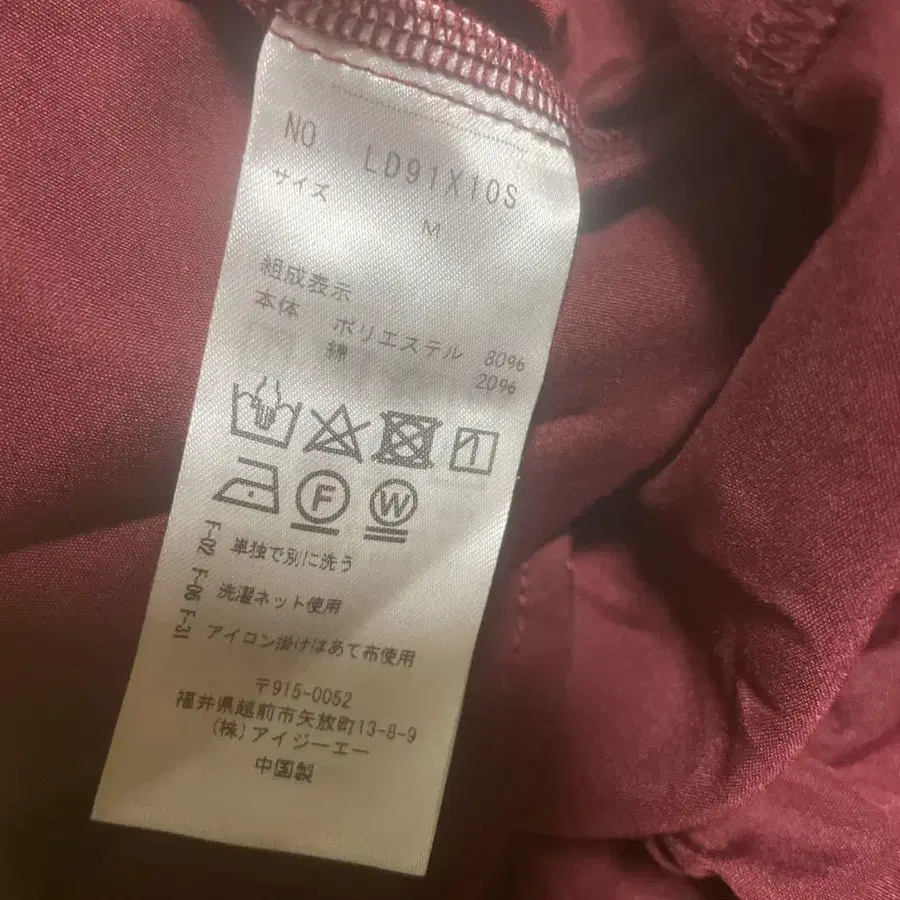 NO LD91X10S
サイズ M
組成表示
本体 ポリエステル 80%
綿 20%
F W
F-02 単独で別に洗う
F-06 洗濯ネット使用
F-31 アイロン掛けはあて布使用
〒915-0052
福井県越前市矢放町13-8-9
(株)アイジーエー
中国製